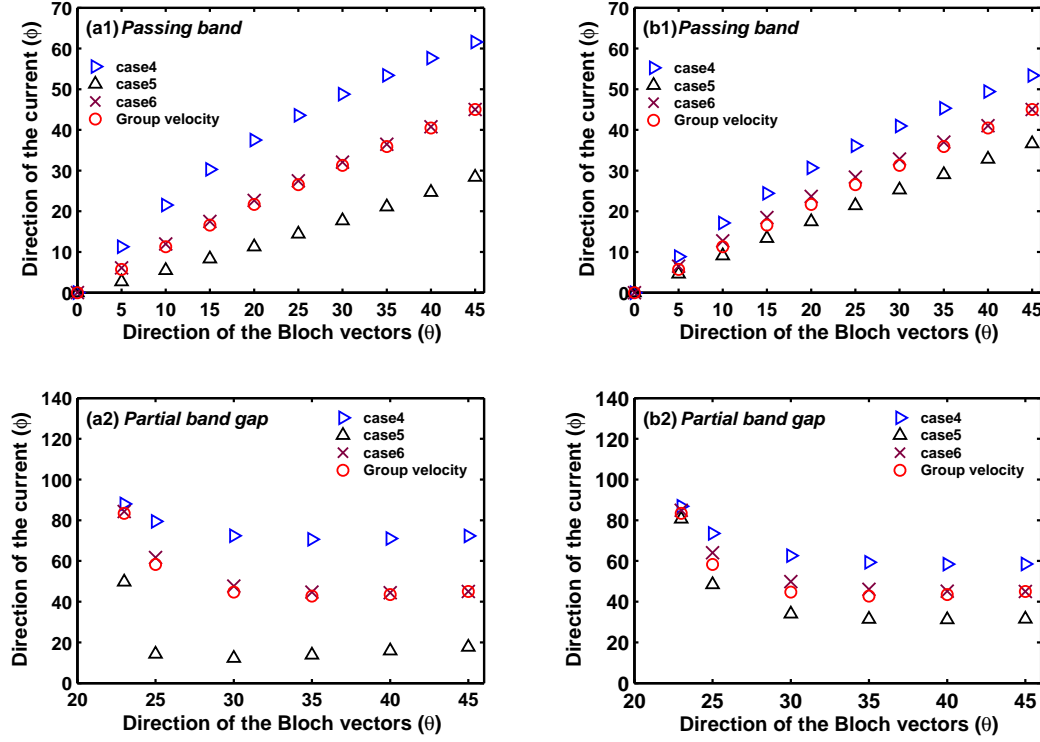 (a1) Passing band
case4
case5
case6
Group velocity
Direction of the current (ϕ)
70
60
50
40
30
20
10
0
0 5 10 15 20 25 30 35 40 45
Direction of the Bloch vectors (θ)
(b1) Passing band
case4
case5
case6
Group velocity
Direction of the current (ϕ)
70
60
50
40
30
20
10
0
0 5 10 15 20 25 30 35 40 45
Direction of the Bloch vectors (θ)
(a2) Partial band gap
case4
case5
case6
Group velocity
Direction of the current (ϕ)
140
120
100
80
60
40
20
0
20 25 30 35 40 45
Direction of the Bloch vectors (θ)
(b2) Partial band gap
case4
case5
case6
Group velocity
Direction of the current (ϕ)
140
120
100
80
60
40
20
0
20 25 30 35 40 45
Direction of the Bloch vectors (θ)